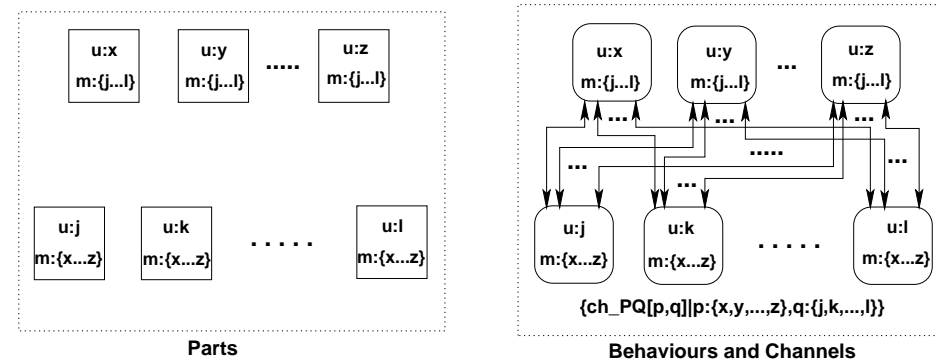 u:x
m:{j...l}
u:y
m:{j...l}
.....
u:z
m:{j...l}
u:j
m:{x...z}
u:k
m:{x...z}
.....
u:l
m:{x...z}
Parts
u:x
m:{j...l}
u:y
m:{j...l}
...
u:z
m:{j...l}
...
...
...
...
.....
...
...
...
u:j
m:{x...z}
u:k
m:{x...z}
.....
u:l
m:{x...z}
{ch_PQ[p,q]|p:{x,y,...,z},q:{j,k,...,l}}
Behaviours and Channels